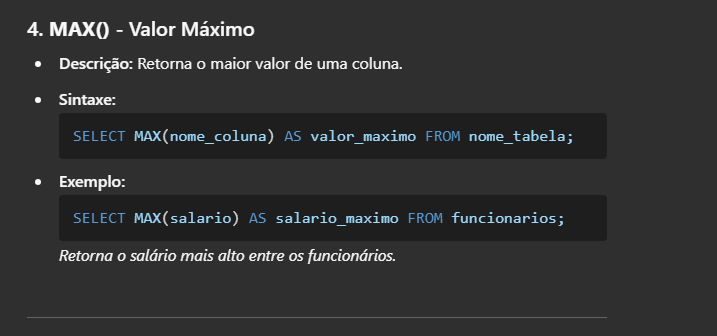 4. MAX() - Valor Máximo
• Descrição: Retorna o maior valor de uma coluna.
• Sintaxe:
SELECT MAX(nome_coluna) AS valor_maximo FROM nome_tabela;
• Exemplo:
SELECT MAX(salario) AS salario_maximo FROM funcionarios;
Retorna o salário mais alto entre os funcionários.